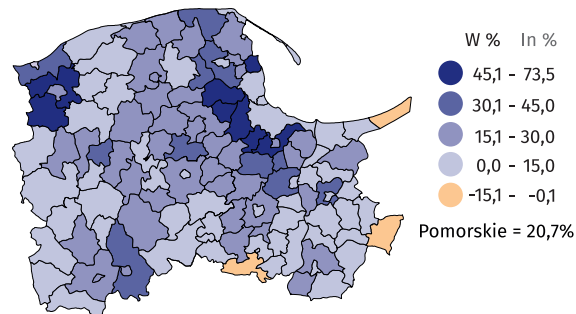 W % In %
45,1 - 73,5
30,1 - 45,0
15,1 - 30,0
0,0 - 15,0
-15,1 - -0,1
Pomorskie = 20,7%